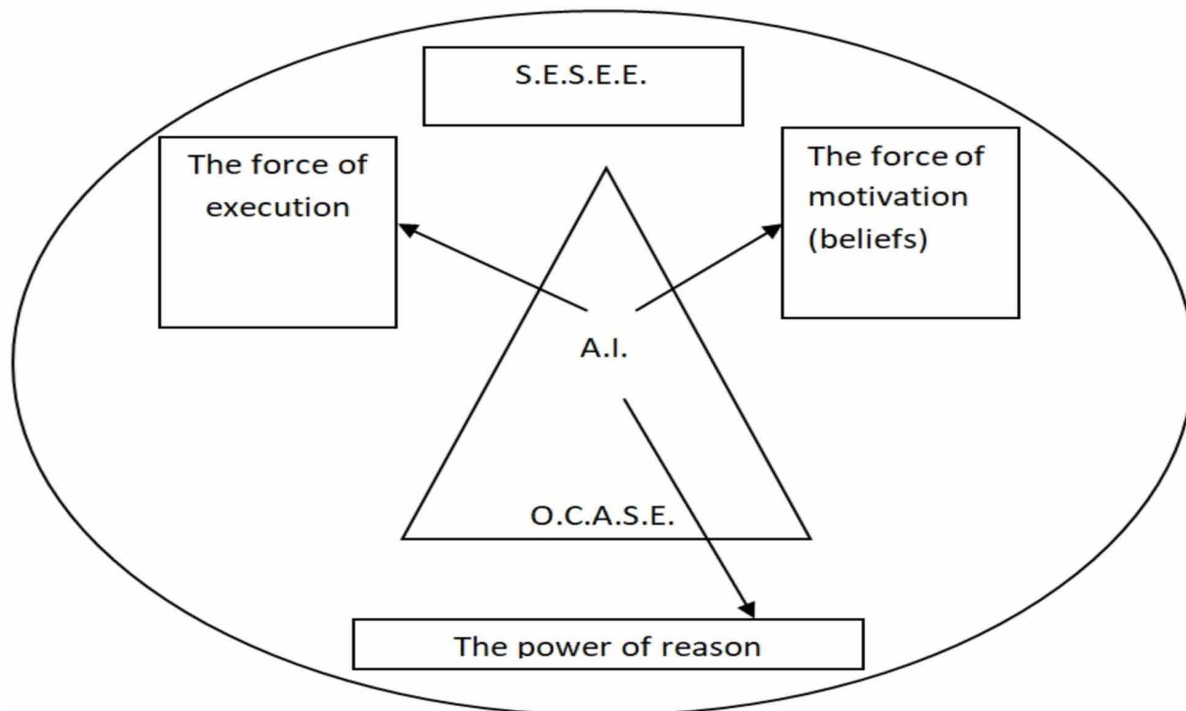 S.E.S.E.E.
The force of
execution
The force of
motivation
(beliefs)
A.I.
O.C.A.S.E.
The power of reason